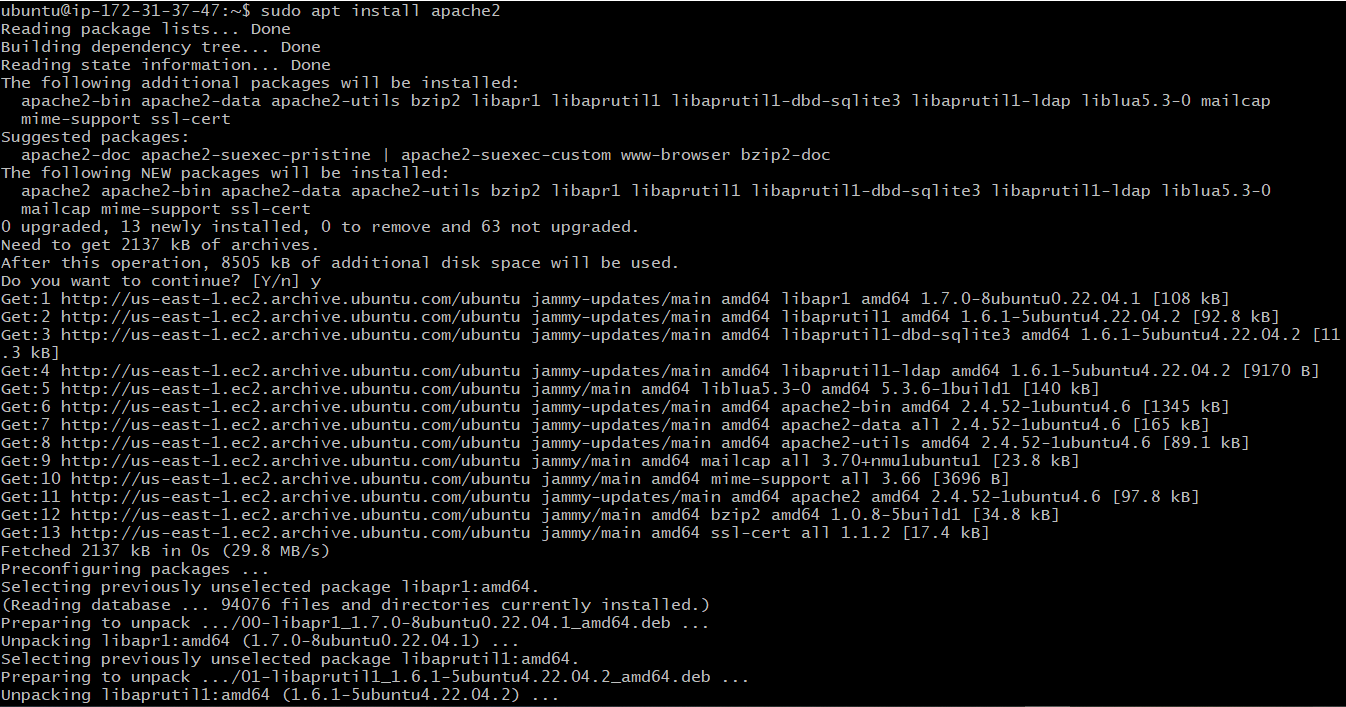 ubuntu@ip-172-31-37-47:~$ sudo apt install apache2
Reading package lists... Done
Building dependency tree... Done
Reading state information... Done
The following additional packages will be installed:
  apache2-bin apache2-data apache2-utils bzip2 libapr1 libaprutil1 libaprutil1-dbd-sqlite3 libaprutil1-ldap liblua5.3-0 mailcap
  mime-support ssl-cert
Suggested packages:
  apache2-doc apache2-suexec-pristine | apache2-suexec-custom www-browser bzip2-doc
The following NEW packages will be installed:
  apache2 apache2-bin apache2-data apache2-utils bzip2 libapr1 libaprutil1 libaprutil1-dbd-sqlite3 libaprutil1-ldap liblua5.3-0
  mailcap mime-support ssl-cert
0 upgraded, 13 newly installed, 0 to remove and 63 not upgraded.
Need to get 2137 kB of archives.
After this operation, 8505 kB of additional disk space will be used.
Do you want to continue? [Y/n] y
Get:1 http://us-east-1.ec2.archive.ubuntu.com/ubuntu jammy-updates/main amd64 libapr1 amd64 1.7.0-8ubuntu0.22.04.1 [108 kB]
Get:2 http://us-east-1.ec2.archive.ubuntu.com/ubuntu jammy-updates/main amd64 libaprutil1 amd64 1.6.1-5ubuntu4.22.04.2 [92.8 kB]
Get:3 http://us-east-1.ec2.archive.ubuntu.com/ubuntu jammy-updates/main amd64 libaprutil1-dbd-sqlite3 amd64 1.6.1-5ubuntu4.22.04.2 [11
.3 kB]
Get:4 http://us-east-1.ec2.archive.ubuntu.com/ubuntu jammy-updates/main amd64 libaprutil1-ldap amd64 1.6.1-5ubuntu4.22.04.2 [9170 B]
Get:5 http://us-east-1.ec2.archive.ubuntu.com/ubuntu jammy/main amd64 liblua5.3-0 amd64 5.3.6-1build1 [140 kB]
Get:6 http://us-east-1.ec2.archive.ubuntu.com/ubuntu jammy-updates/main amd64 apache2-bin amd64 2.4.52-1ubuntu4.6 [1345 kB]
Get:7 http://us-east-1.ec2.archive.ubuntu.com/ubuntu jammy-updates/main amd64 apache2-data all 2.4.52-1ubuntu4.6 [165 kB]
Get:8 http://us-east-1.ec2.archive.ubuntu.com/ubuntu jammy-updates/main amd64 apache2-utils amd64 2.4.52-1ubuntu4.6 [89.1 kB]
Get:9 http://us-east-1.ec2.archive.ubuntu.com/ubuntu jammy/main amd64 mailcap all 3.70+nmu1ubuntu1 [23.8 kB]
Get:10 http://us-east-1.ec2.archive.ubuntu.com/ubuntu jammy/main amd64 mime-support all 3.66 [3696 B]
Get:11 http://us-east-1.ec2.archive.ubuntu.com/ubuntu jammy-updates/main amd64 apache2 amd64 2.4.52-1ubuntu4.6 [97.8 kB]
Get:12 http://us-east-1.ec2.archive.ubuntu.com/ubuntu jammy/main amd64 bzip2 amd64 1.0.8-5build1 [34.8 kB]
Get:13 http://us-east-1.ec2.archive.ubuntu.com/ubuntu jammy/main amd64 ssl-cert all 1.1.2 [17.4 kB]
Fetched 2137 kB in 0s (29.8 MB/s)
Preconfiguring packages ...
Selecting previously unselected package libapr1:amd64.
(Reading database ... 94076 files and directories currently installed.)
Preparing to unpack .../00-libapr1_1.7.0-8ubuntu0.22.04.1_amd64.deb ...
Unpacking libapr1:amd64 (1.7.0-8ubuntu0.22.04.1) ...
Selecting previously unselected package libaprutil1:amd64.
Preparing to unpack .../01-libaprutil1_1.6.1-5ubuntu4.22.04.2_amd64.deb ...
Unpacking libaprutil1:amd64 (1.6.1-5ubuntu4.22.04.2) ...